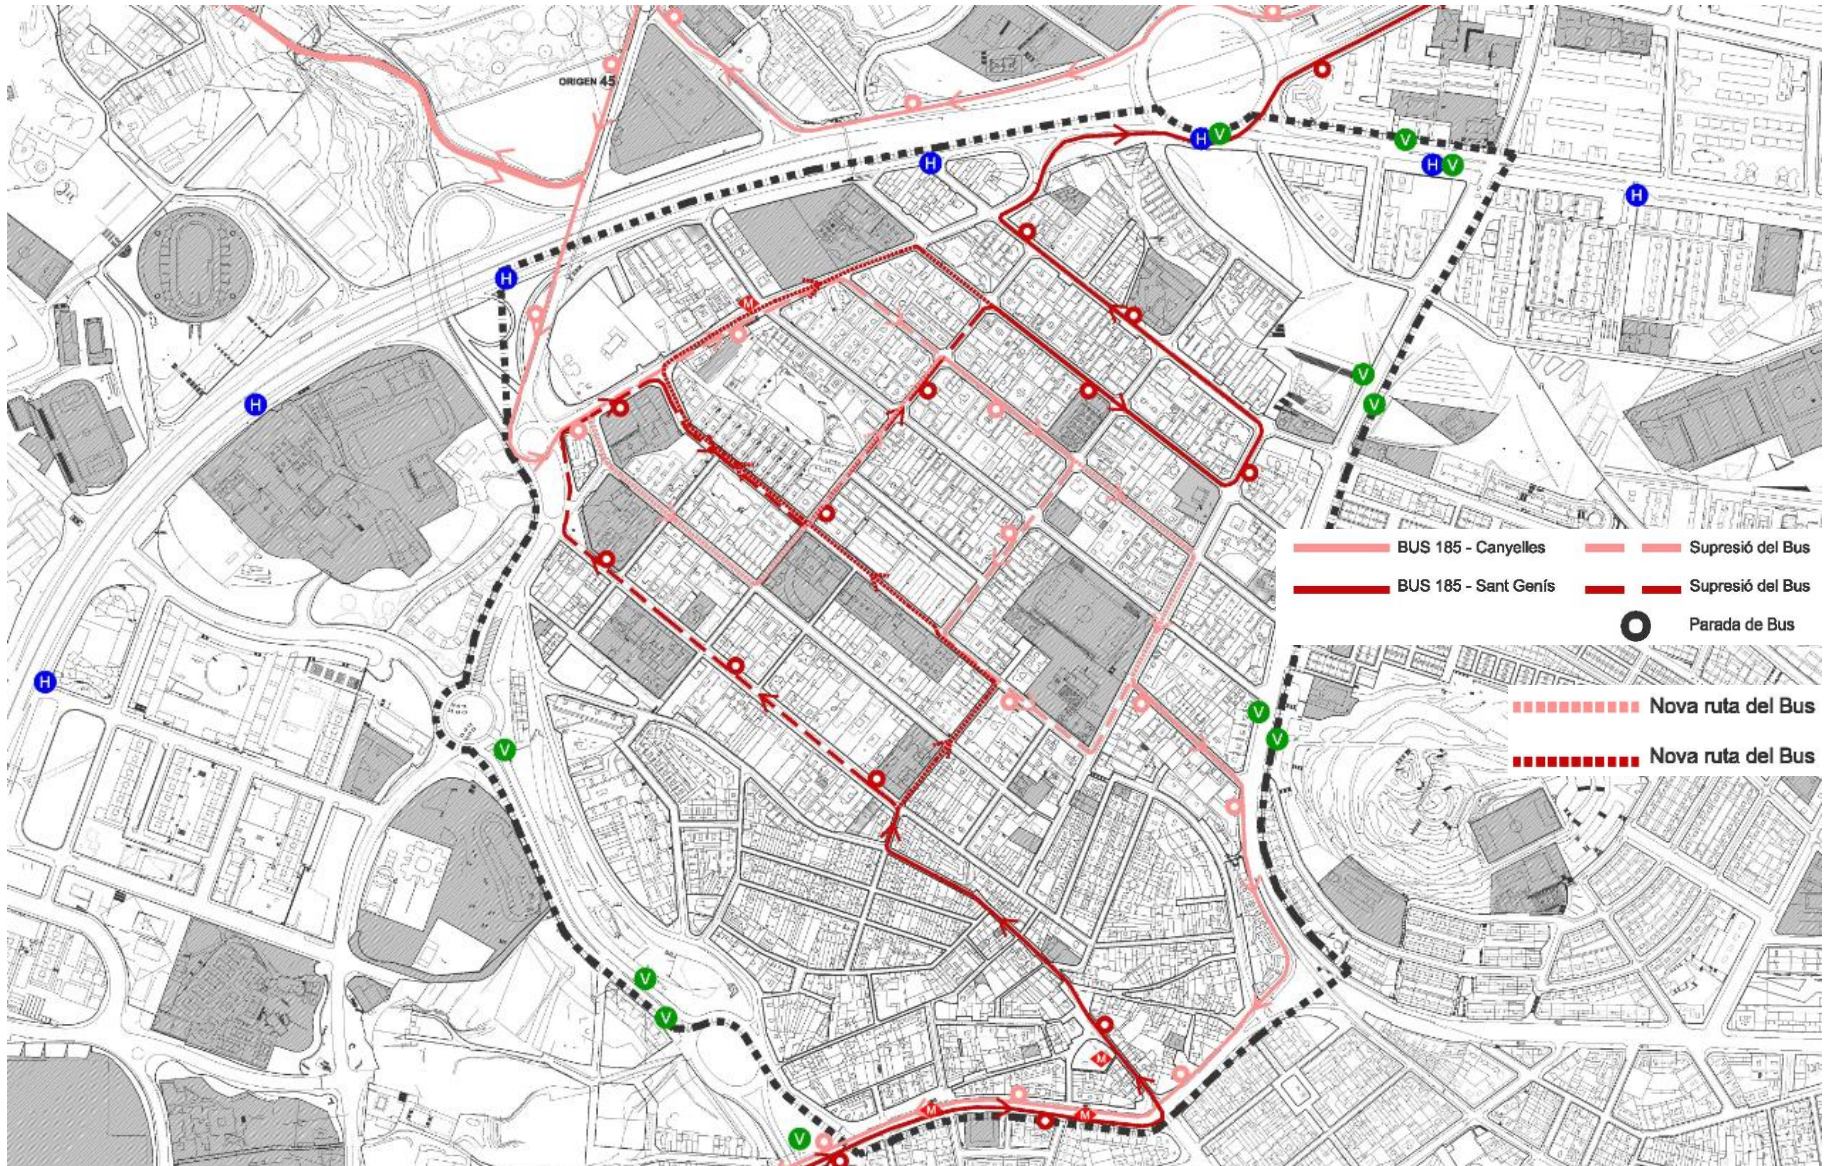 ORIGEN 45
V
H
V
H
H
V
H
H
M
V
H
V
BUS 185 - Canyelles
Supresió del Bus
BUS 185 - Sant Genís
Supresió del Bus
Parada de Bus
H
Nova ruta del Bus
V
V
V
Nova ruta del Bus
V
V
M
M
M
V